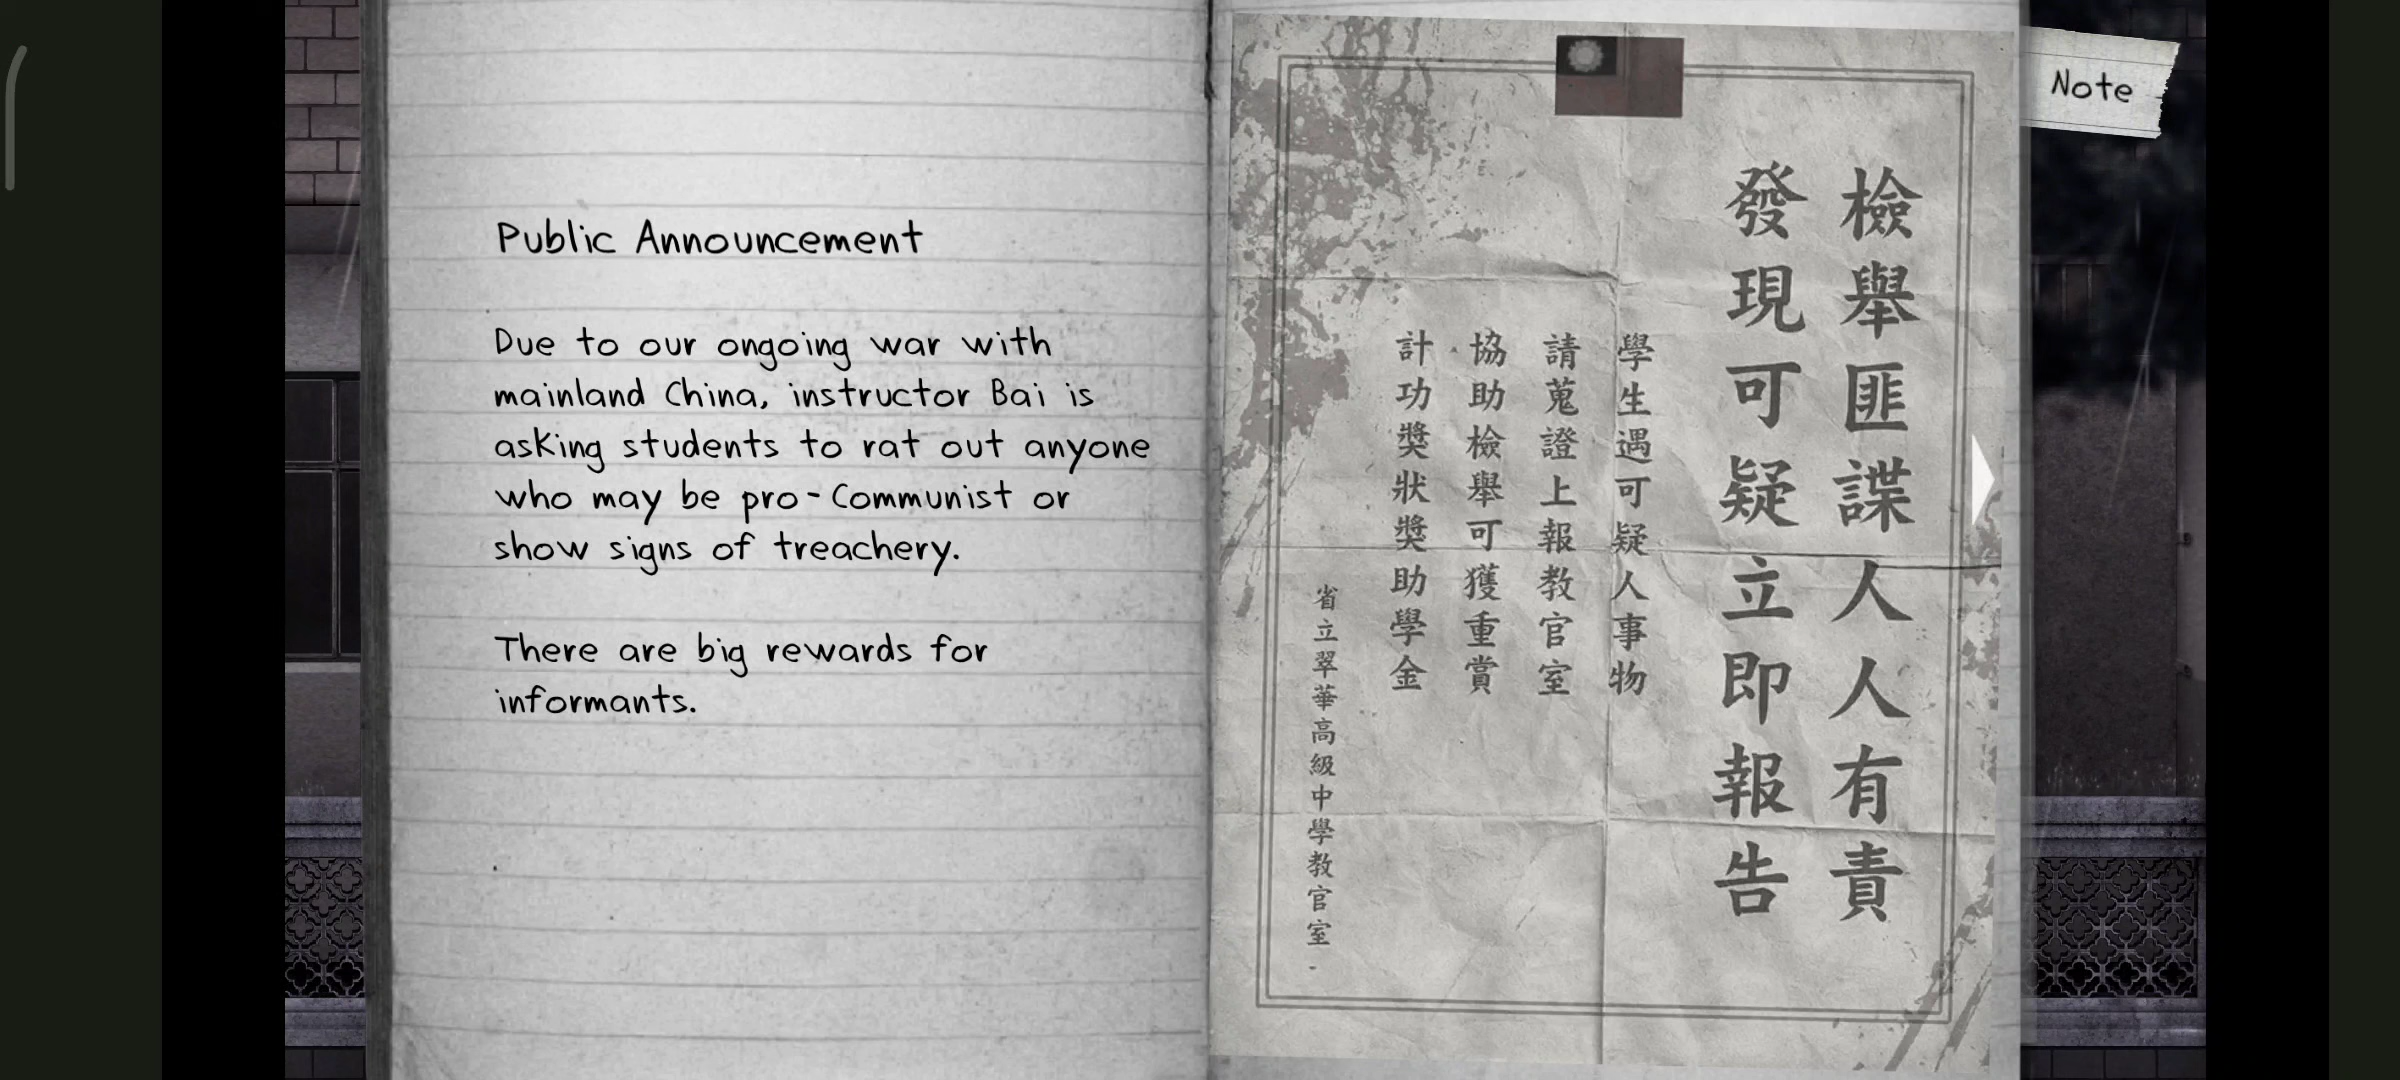 Public Announcement
Due to our ongoing war with
mainland China, instructor Bai is
asking students to rat out anyone
who may be pro-Communist or
show signs of treachery.
There are big rewards for
informants.
檢舉匪諜人人有責
發現可疑立即報告
學生遇可疑人事物
請蒐證上報教官室
協助檢舉可獲重賞
計功獎狀獎助學金
省立翠華高級中學教官室
Note